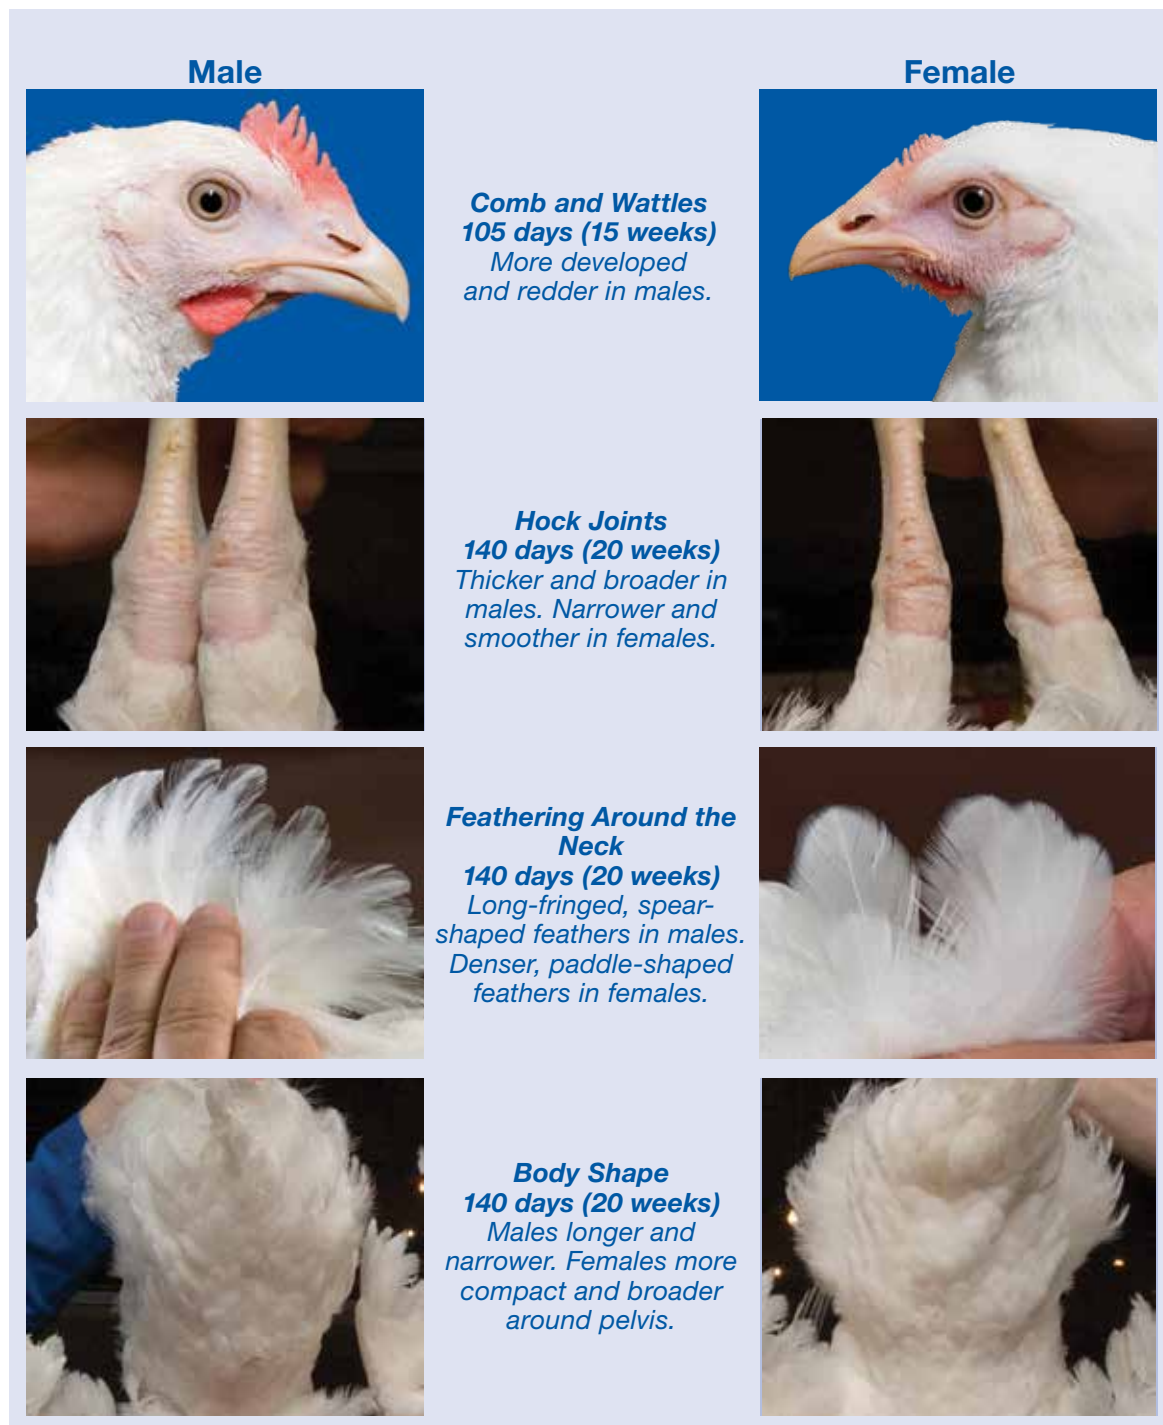 Male
Female
Comb and Wattles
105 days (15 weeks)
More developed
and redder in males.
Hock Joints
140 days (20 weeks)
Thicker and broader in
males. Narrower and
smoother in females.
Feathering Around the
Neck
140 days (20 weeks)
Long-fringed, spear-
shaped feathers in males.
Denser, paddle-shaped
feathers in females.
Body Shape
140 days (20 weeks)
Males longer and
narrower. Females more
compact and broader
around pelvis.